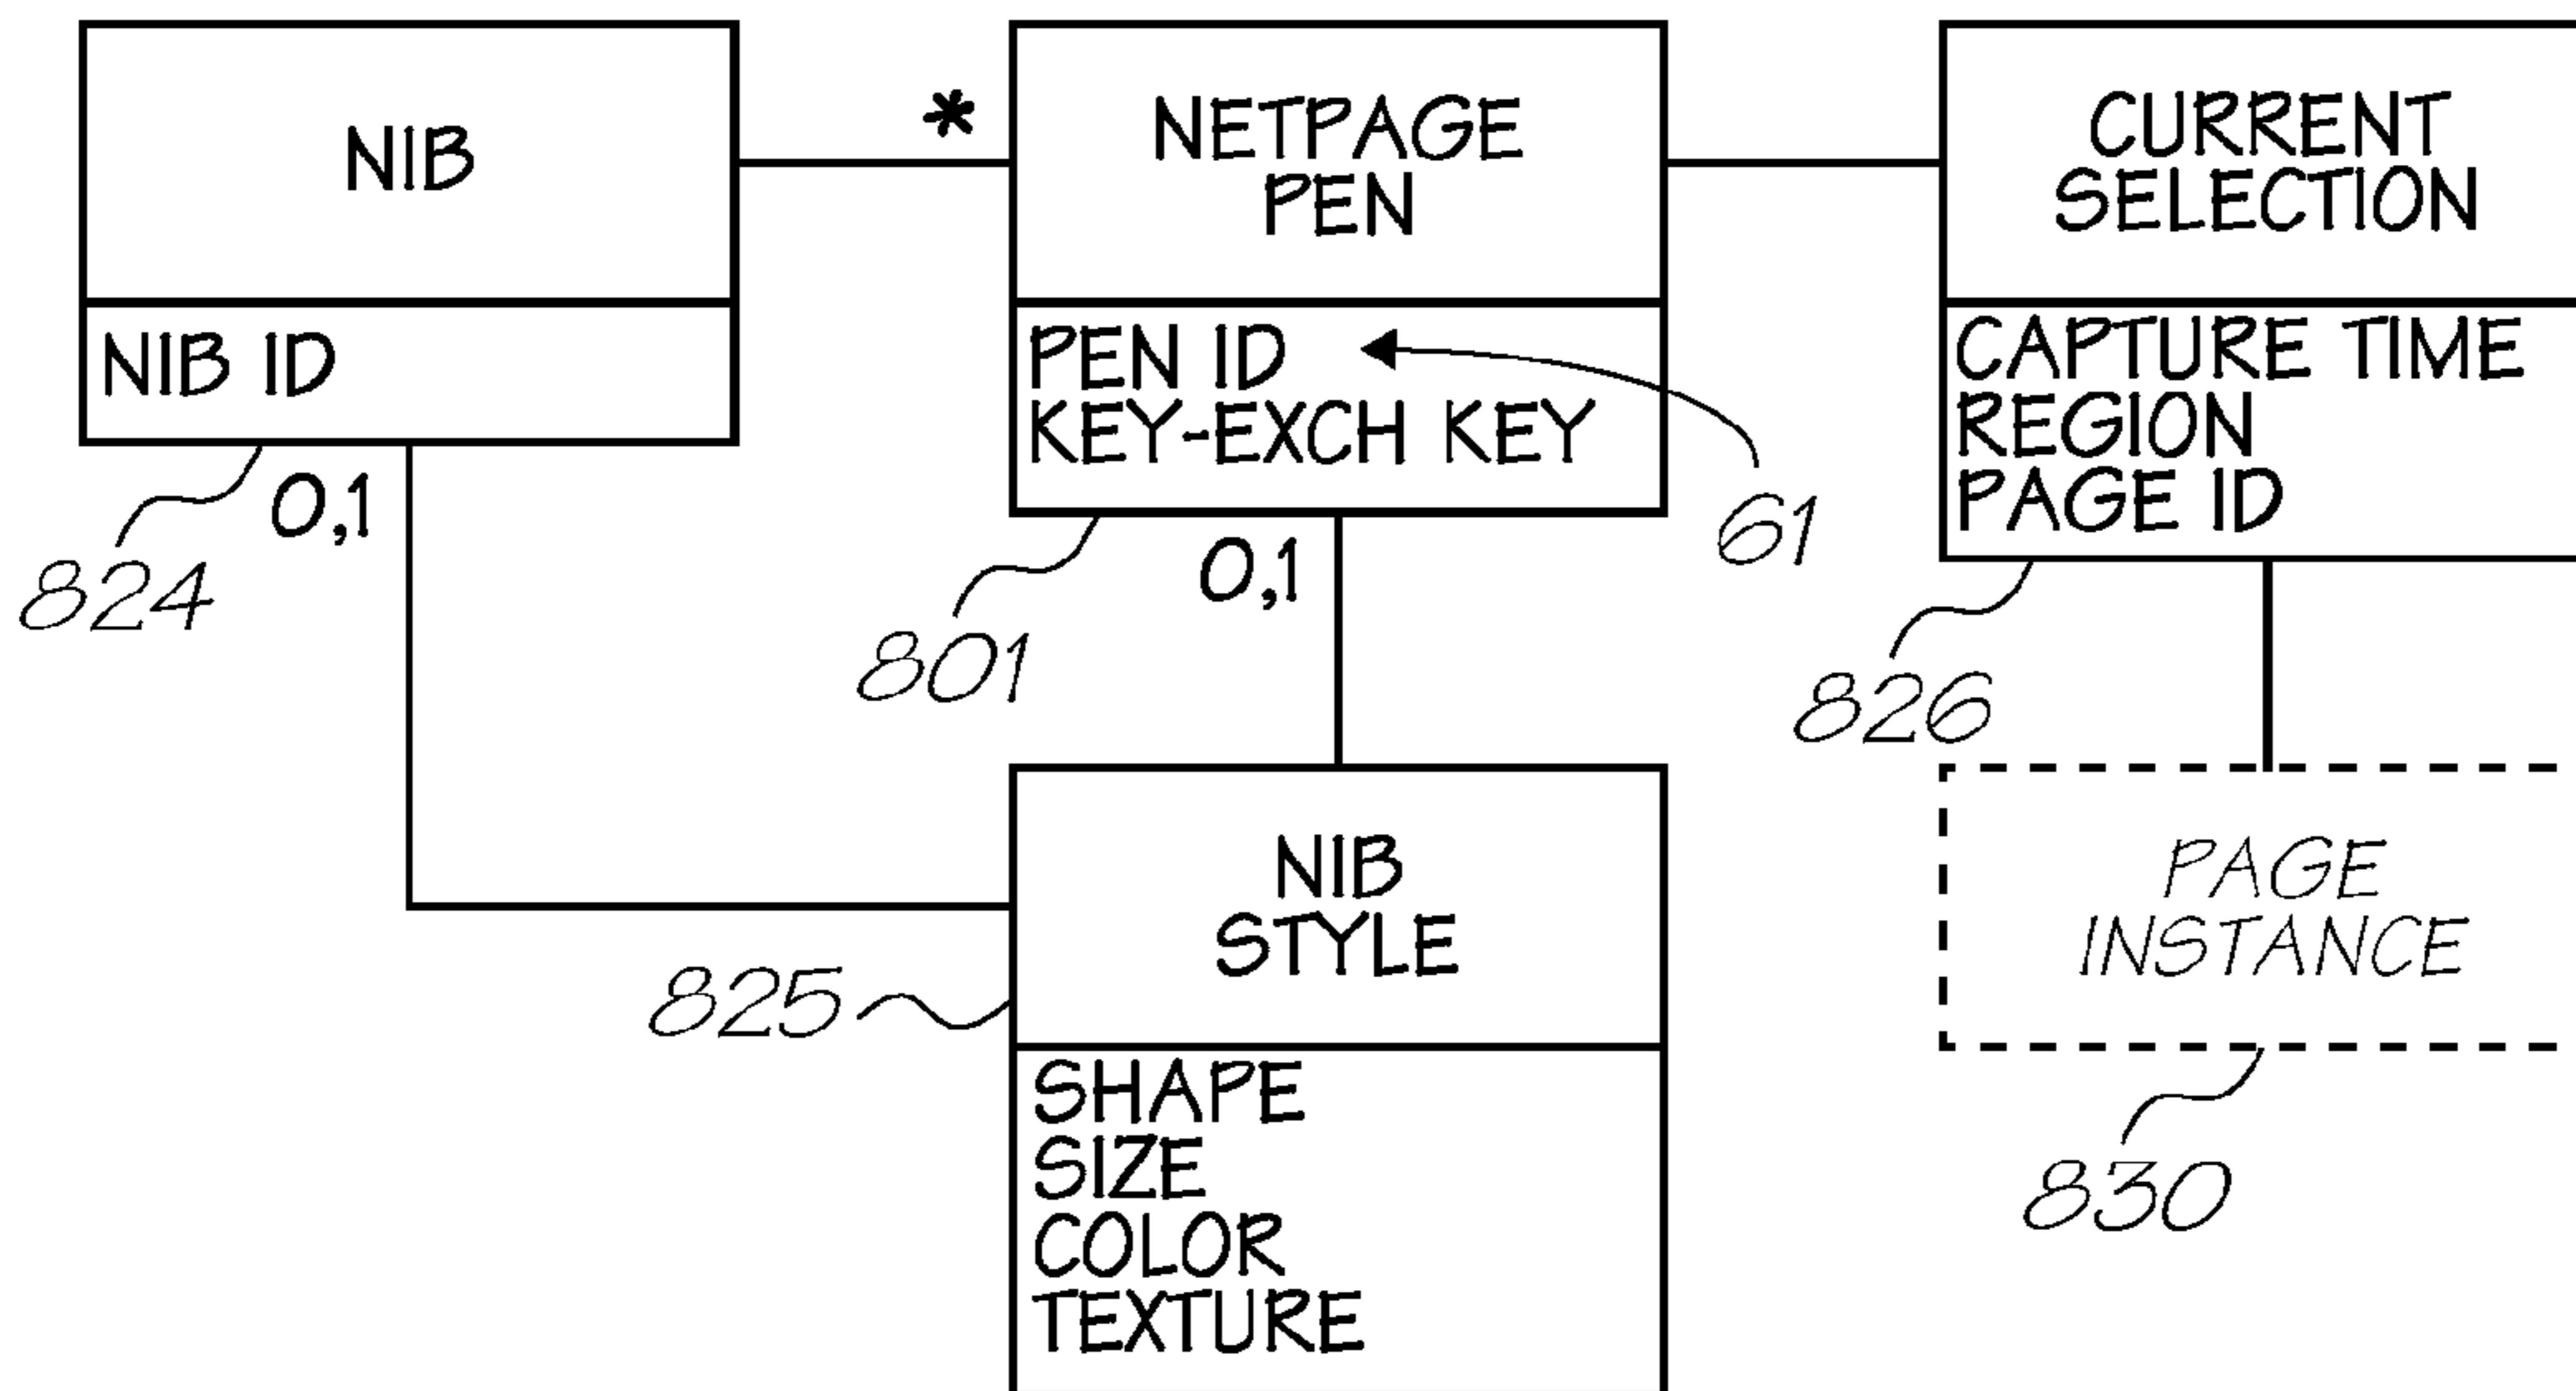 NIB
NIB ID
824
0,1
*
NETPAGE
PEN
PEN ID
KEY-EXCH KEY
61
801
0,1
CURRENT
SELECTION
CAPTURE TIME
REGION
PAGE ID
826
NIB
STYLE
825
SHAPE
SIZE
COLOR
TEXTURE
PAGE
INSTANCE
830